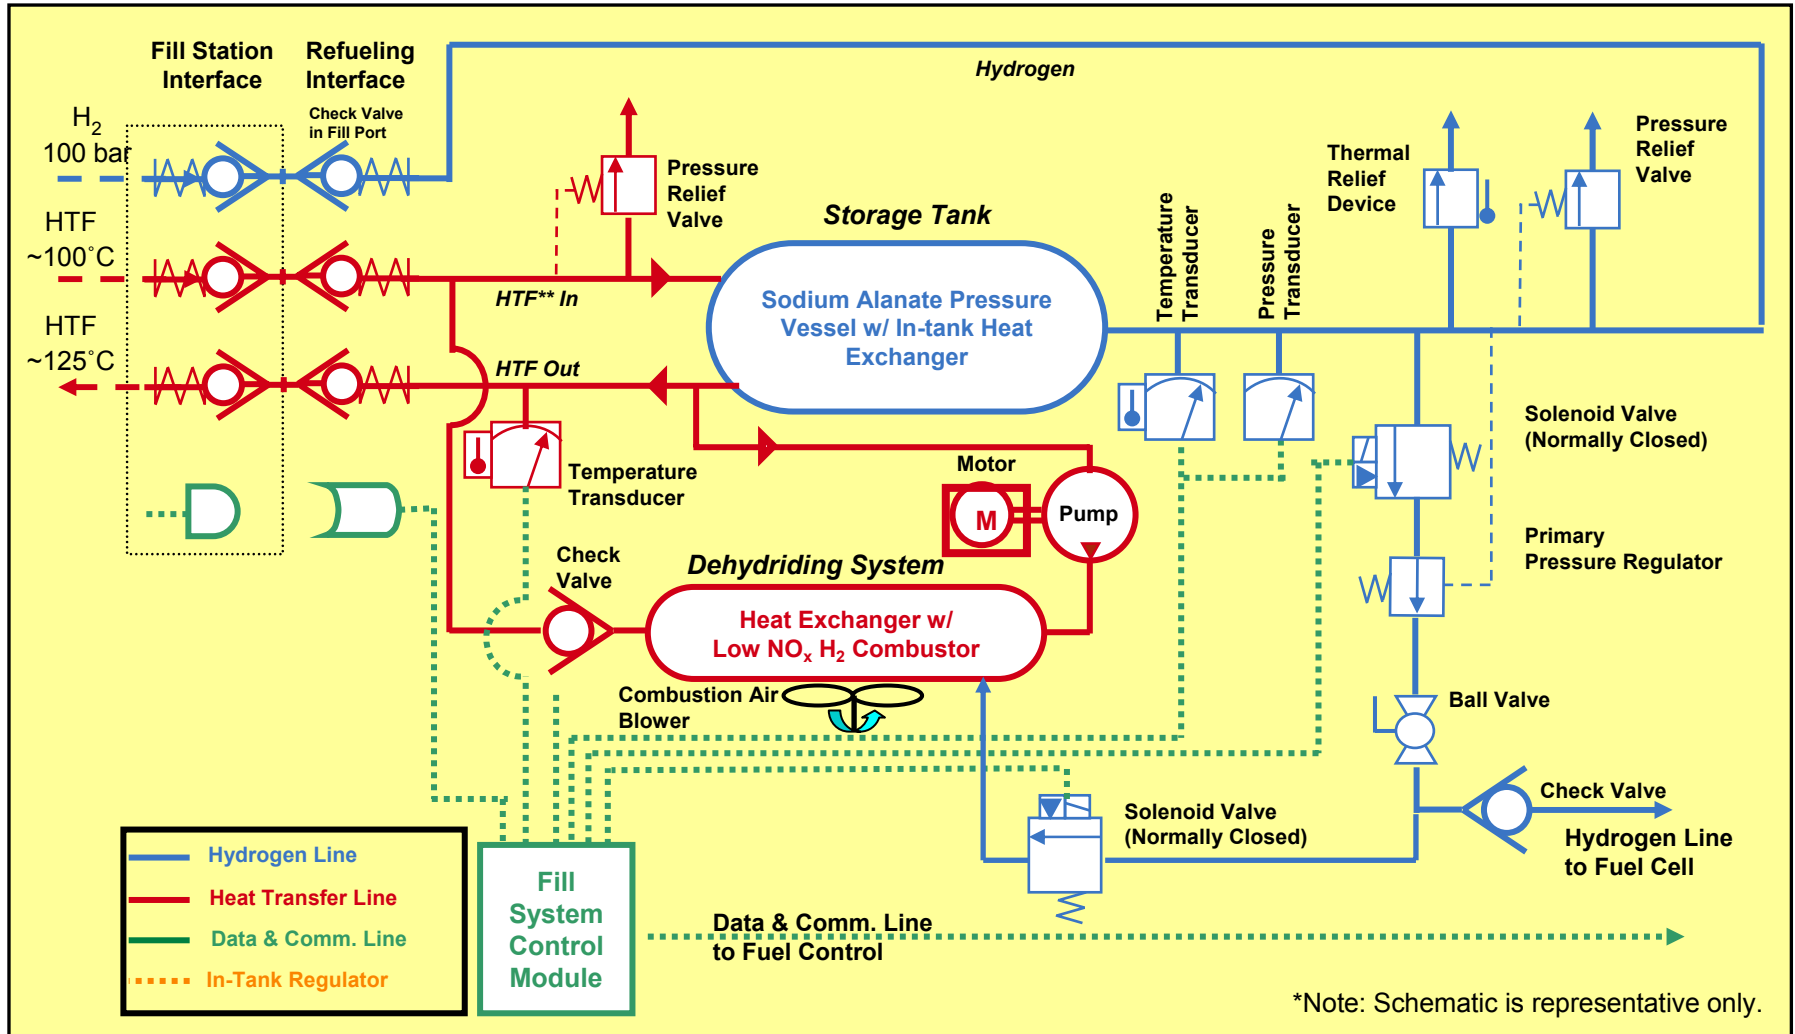 Fill Station
Interface
Refueling
Interface
Check Valve
in Fill Port
Hydrogen
H2
100 bar
HTF
~100˚C
HTF
~125˚C
Pressure
Relief
Valve
HTF** In
HTF Out
Storage Tank
Sodium Alanate Pressure
Vessel w/ In-tank Heat
Exchanger
Temperature
Transducer
Pressure
Transducer
Thermal
Relief
Device
Pressure
Relief
Valve
Solenoid Valve
(Normally Closed)
Temperature
Transducer
Motor
M
Pump
Primary
Pressure Regulator
Check
Valve
Dehydriding System
Heat Exchanger w/
Low NOx H2 Combustor
Combustion Air
Blower
Ball Valve
Check Valve
Solenoid Valve
(Normally Closed)
Hydrogen Line
to Fuel Cell
Hydrogen Line
Heat Transfer Line
Data & Comm. Line
In-Tank Regulator
Fill
System
Control
Module
Data & Comm. Line
to Fuel Control
*Note: Schematic is representative only.